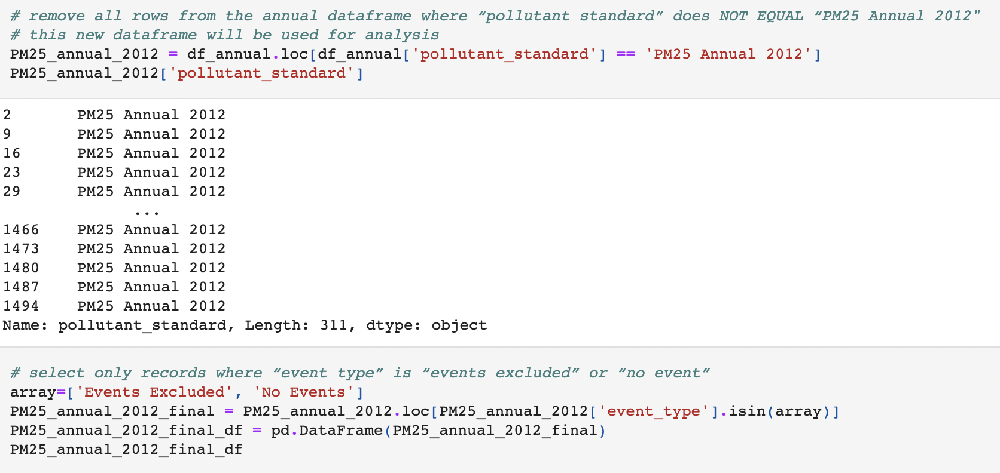 # remove all rows from the annual dataframe where “pollutant standard” does NOT EQUAL “PM25 Annual 2012"
# this new dataframe will be used for analysis
PM25_annual_2012 = df_annual.loc[df_annual['pollutant_standard'] == 'PM25 Annual 2012']
PM25_annual_2012['pollutant_standard']
2       PM25 Annual 2012
9       PM25 Annual 2012
16      PM25 Annual 2012
23      PM25 Annual 2012
29      PM25 Annual 2012
              ...
1466    PM25 Annual 2012
1473    PM25 Annual 2012
1480    PM25 Annual 2012
1487    PM25 Annual 2012
1494    PM25 Annual 2012
Name: pollutant_standard, Length: 311, dtype: object
# select only records where “event type” is “events excluded” or “no event”
array=['Events Excluded', 'No Events']
PM25_annual_2012_final = PM25_annual_2012.loc[PM25_annual_2012['event_type'].isin(array)]
PM25_annual_2012_final_df = pd.DataFrame(PM25_annual_2012_final)
PM25_annual_2012_final_df